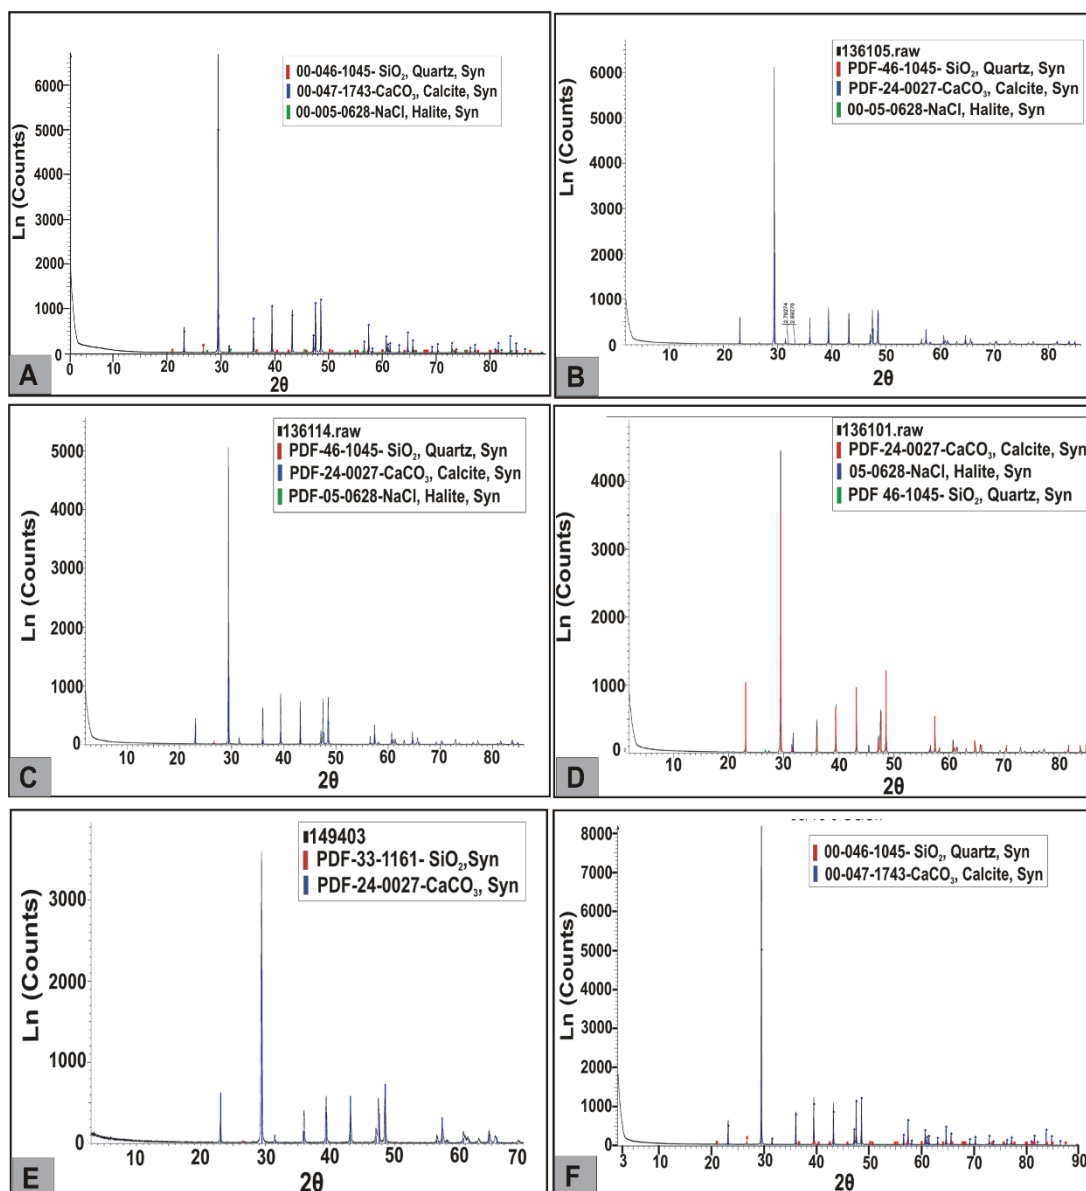 Ln (Counts)
00-046-1045- SiO₂, Quartz, Syn
00-047-1743-CaCO₃, Calcite, Syn
00-005-0628-NaCl, Halite, Syn
6000
5000
4000
3000
2000
1000
0
0 10 20 30 40 50 60 70 80
2θ
A
Ln (Counts)
136105.raw
PDF-46-1045- SiO₂, Quartz, Syn
PDF-24-0027-CaCO₃, Calcite, Syn
00-05-0628-NaCl, Halite, Syn
6000
5000
4000
3000
2000
1000
0
10 20 30 40 50 60 70 80
2θ
B
Ln (Counts)
136114.raw
PDF-46-1045- SiO₂, Quartz, Syn
PDF-24-0027-CaCO₃, Calcite, Syn
PDF-05-0628-NaCl, Halite, Syn
5000
4000
3000
2000
1000
0
10 20 30 40 50 60 70 80
2θ
C
Ln (Counts)
136101.raw
PDF-24-0027-CaCO₃, Calcite, Syn
05-0628-NaCl, Halite, Syn
PDF 46-1045- SiO₂, Quartz, Syn
4000
3000
2000
1000
0
10 20 30 40 50 60 70 80
2θ
D
Ln (Counts)
149403
PDF-33-1161- SiO₂,Syn
PDF-24-0027-CaCO₃, Syn
3000
2000
1000
0
10 20 30 40 50 60 70
2θ
E
Ln (Counts)
00-046-1045- SiO₂, Quartz, Syn
00-047-1743-CaCO₃, Calcite, Syn
8000
7000
6000
5000
4000
3000
2000
1000
0
3 10 20 30 40 50 60 70 80 90
2θ
F